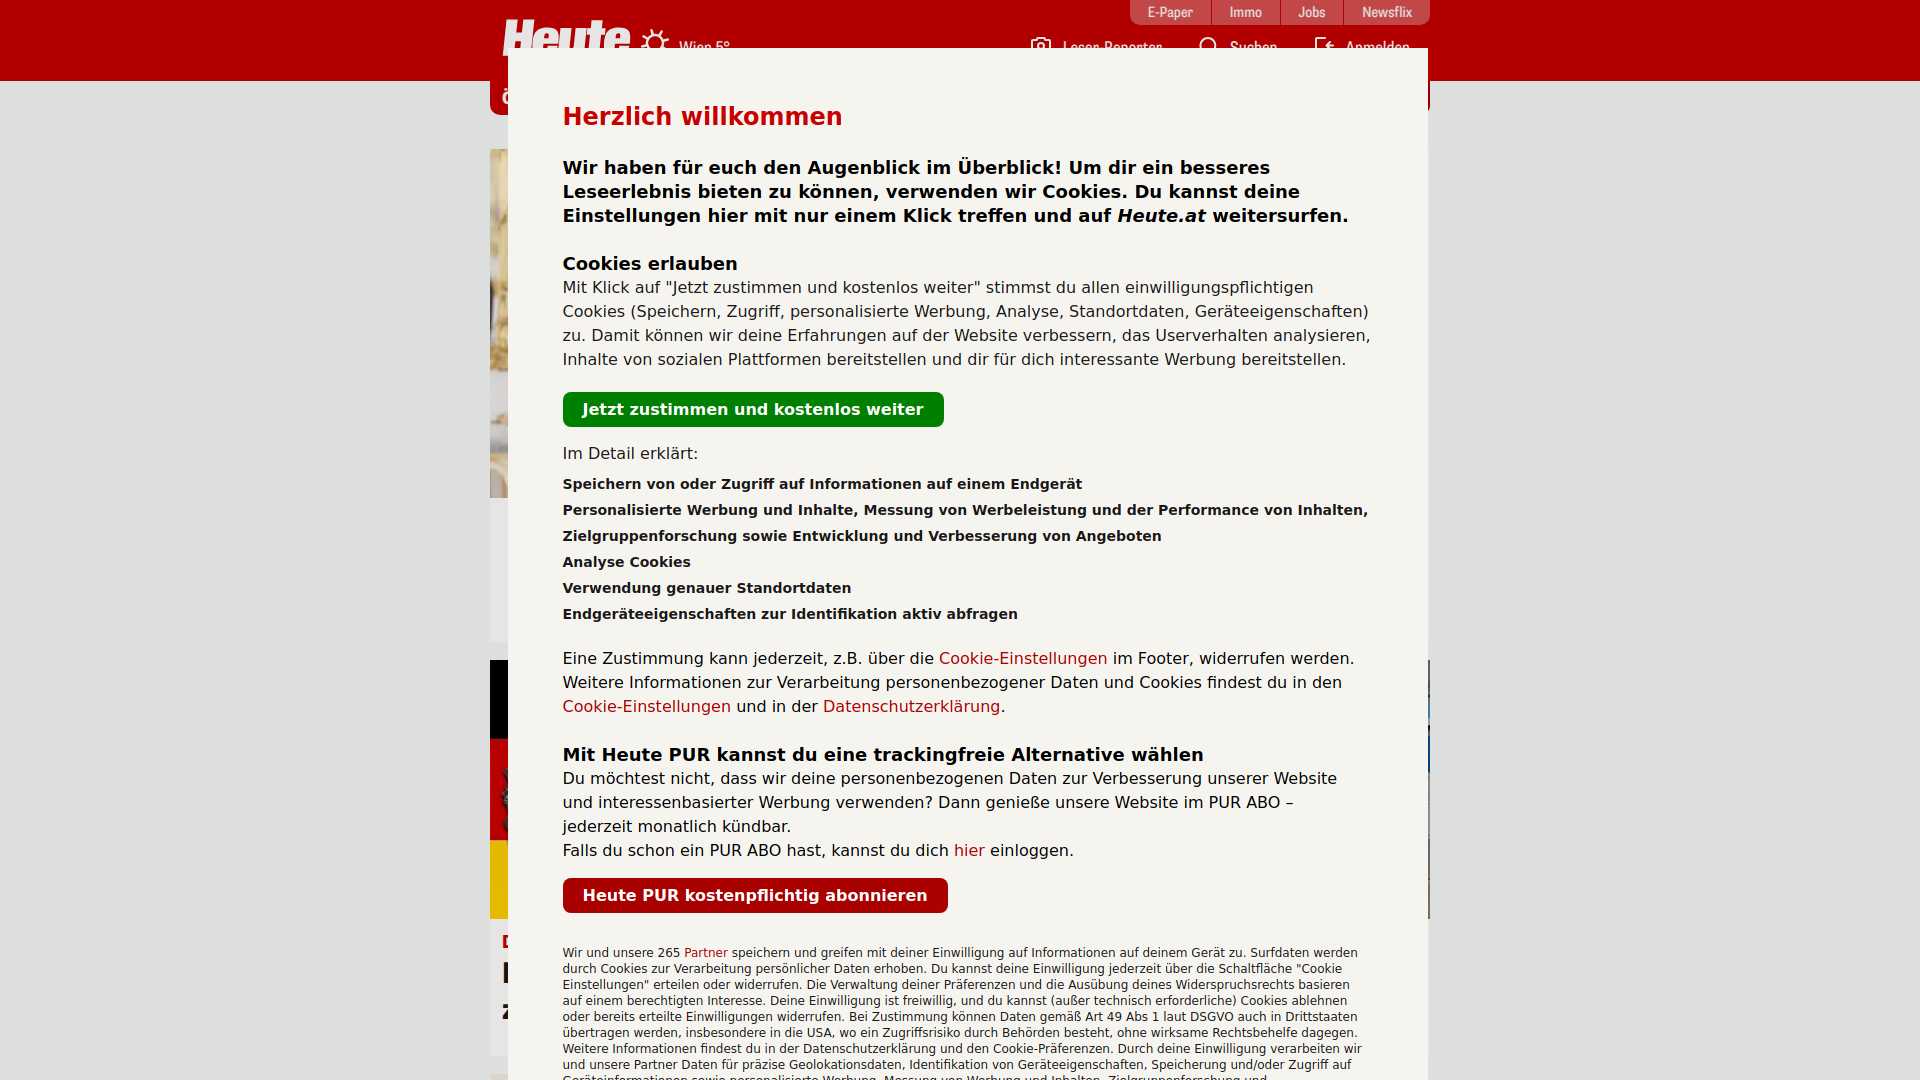 E-Paper
Immo
Jobs
Newsflix
Heute
Wien 5°
Leser-Reporter
Suchen
Anmelden
Herzlich willkommen
Wir haben für euch den Augenblick im Überblick! Um dir ein besseres
Leseerlebnis bieten zu können, verwenden wir Cookies. Du kannst deine
Einstellungen hier mit nur einem Klick treffen und auf Heute.at weitersurfen.
Cookies erlauben
Mit Klick auf "Jetzt zustimmen und kostenlos weiter" stimmst du allen einwilligungspflichtigen
Cookies (Speichern, Zugriff, personalisierte Werbung, Analyse, Standortdaten, Geräteeigenschaften)
zu. Damit können wir deine Erfahrungen auf der Website verbessern, das Userverhalten analysieren,
Inhalte von sozialen Plattformen bereitstellen und dir für dich interessante Werbung bereitstellen.
Jetzt zustimmen und kostenlos weiter
Im Detail erklärt:
Speichern von oder Zugriff auf Informationen auf einem Endgerät
Personalisierte Werbung und Inhalte, Messung von Werbeleistung und der Performance von Inhalten,
Zielgruppenforschung sowie Entwicklung und Verbesserung von Angeboten
Analyse Cookies
Verwendung genauer Standortdaten
Endgeräteeigenschaften zur Identifikation aktiv abfragen
Eine Zustimmung kann jederzeit, z.B. über die Cookie-Einstellungen im Footer, widerrufen werden.
Weitere Informationen zur Verarbeitung personenbezogener Daten und Cookies findest du in den
Cookie-Einstellungen und in der Datenschutzerklärung.
Mit Heute PUR kannst du eine trackingfreie Alternative wählen
Du möchtest nicht, dass wir deine personenbezogenen Daten zur Verbesserung unserer Website
und interessenbasierter Werbung verwenden? Dann genieße unsere Website im PUR ABO –
jederzeit monatlich kündbar.
Falls du schon ein PUR ABO hast, kannst du dich hier einloggen.
Heute PUR kostenpflichtig abonnieren
Wir und unsere 265 Partner speichern und greifen mit deiner Einwilligung auf Informationen auf deinem Gerät zu. Surfdaten werden
durch Cookies zur Verarbeitung persönlicher Daten erhoben. Du kannst deine Einwilligung jederzeit über die Schaltfläche "Cookie
Einstellungen" erteilen oder widerrufen. Die Verwaltung deiner Präferenzen und die Ausübung deines Widerspruchsrechts basieren
auf einem berechtigten Interesse. Deine Einwilligung ist freiwillig, und du kannst (außer technisch erforderliche) Cookies ablehnen
oder bereits erteilte Einwilligungen widerrufen. Bei Zustimmung können Daten gemäß Art 49 Abs 1 laut DSGVO auch in Drittstaaten
übertragen werden, insbesondere in die USA, wo ein Zugriffsrisiko durch Behörden besteht, ohne wirksame Rechtsbehelfe dagegen.
Weitere Informationen findest du in der Datenschutzerklärung und den Cookie-Präferenzen. Durch deine Einwilligung verarbeiten wir
und unsere Partner Daten für präzise Geolokationsdaten, Identifikation von Geräteeigenschaften, Speicherung und/oder Zugriff auf
Geräteinformationen sowie personalisierte Werbung, Messung von Werbung und Inhalten, Zielgruppenforschung und